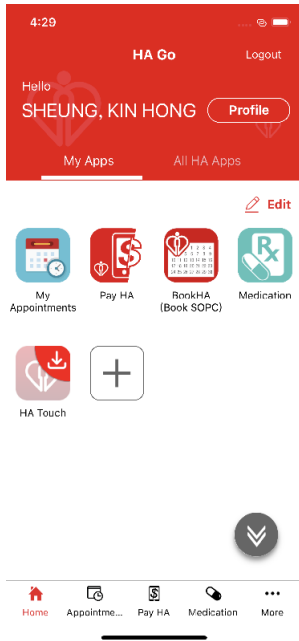 4:29
HA Go
Logout
Hello
SHEUNG, KIN HONG
Profile
My Apps
All HA Apps
Edit
My
Appointments
Pay HA
BookHA
(Book SOPC)
Medication
HA Touch
Home
Appointme...
Pay HA
Medication
More